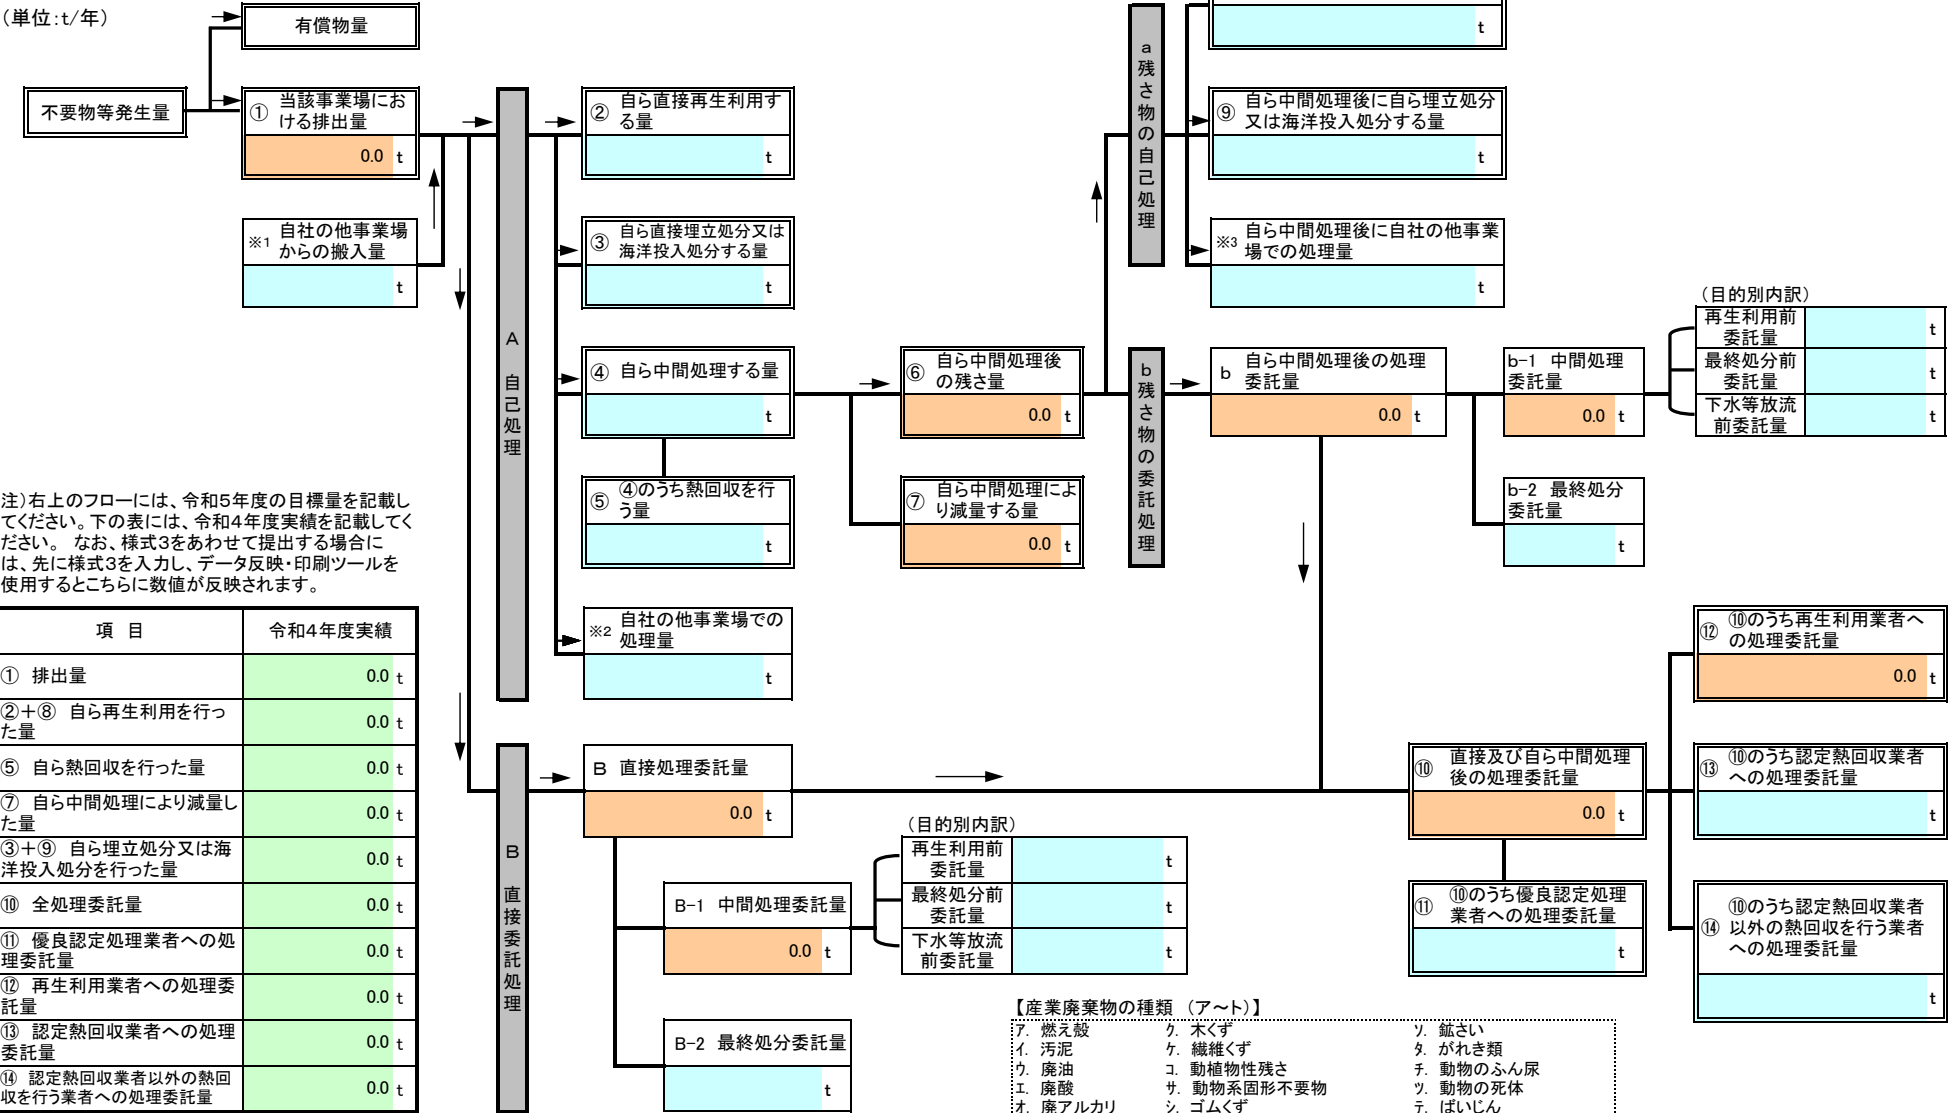 （単位：t/年）
有償物量
不要物等発生量
① 当該事業場にお
ける排出量
0.0 t
※1 自社の他事業場
からの搬入量
t
A 自己処理
② 自ら直接再生利用す
る量
t
③ 自ら直接埋立処分又は
海洋投入処分する量
t
④ 自ら中間処理する量
t
⑤ ④のうち熱回収を行
う量
t
※2 自社の他事業場での
処理量
t
⑥ 自ら中間処理後
の残さ量
0.0 t
⑦ 自ら中間処理によ
り減量する量
0.0 t
a 残さ物の自己処理
t
⑨ 自ら中間処理後に自ら埋立処分
又は海洋投入処分する量
t
※3 自ら中間処理後に自社の他事業
場での処理量
t
b 残さ物の委託処理
b 自ら中間処理後の処理
委託量
0.0 t
b-1 中間処理
委託量
0.0 t
b-2 最終処分
委託量
t
（目的別内訳）
再生利用前
委託量
t
最終処分前
委託量
t
下水等放流
前委託量
t
注）右上のフローには、令和5年度の目標量を記載し
てください。下の表には、令和4年度実績を記載してく
ださい。 なお、様式3をあわせて提出する場合に
は、先に様式3を入力し、データ反映・印刷ツールを
使用するとこちらに数値が反映されます。
項 目 令和4年度実績
① 排出量 0.0 t
②＋⑧ 自ら再生利用を行っ
た量
0.0 t
⑤ 自ら熱回収を行った量 0.0 t
⑦ 自ら中間処理により減量し
た量
0.0 t
③＋⑨ 自ら埋立処分又は海
洋投入処分を行った量
0.0 t
⑩ 全処理委託量 0.0 t
⑪ 優良認定処理業者への処
理委託量
0.0 t
⑫ 再生利用業者への処理委
託量
0.0 t
⑬ 認定熱回収業者への処理
委託量
0.0 t
⑭ 認定熱回収業者以外の熱回
収を行う業者への処理委託量
0.0 t
B 直接委託処理
B 直接処理委託量
0.0 t
B-1 中間処理委託量
0.0 t
B-2 最終処分委託量
t
（目的別内訳）
再生利用前
委託量
t
最終処分前
委託量
t
下水等放流
前委託量
t
⑩ 直接及び自ら中間処理
後の処理委託量
0.0 t
⑪ ⑩のうち優良認定処理
業者への処理委託量
t
⑫ ⑩のうち再生利用業者へ
の処理委託量
0.0 t
⑬ ⑩のうち認定熱回収業者
への処理委託量
t
⑭ ⑩のうち認定熱回収業者
以外の熱回収を行う業者
への処理委託量
t
【産業廃棄物の種類 （ア～ト）】
ア. 燃え殻 ク. 木くず ソ. 鉱さい
イ. 汚泥 ケ. 繊維くず タ. がれき類
ウ. 廃油 コ. 動植物性残さ チ. 動物のふん尿
エ. 廃酸 サ. 動物系固形不要物 ツ. 動物の死体
オ. 廃アルカリ シ. ゴムくず テ. ばいじん